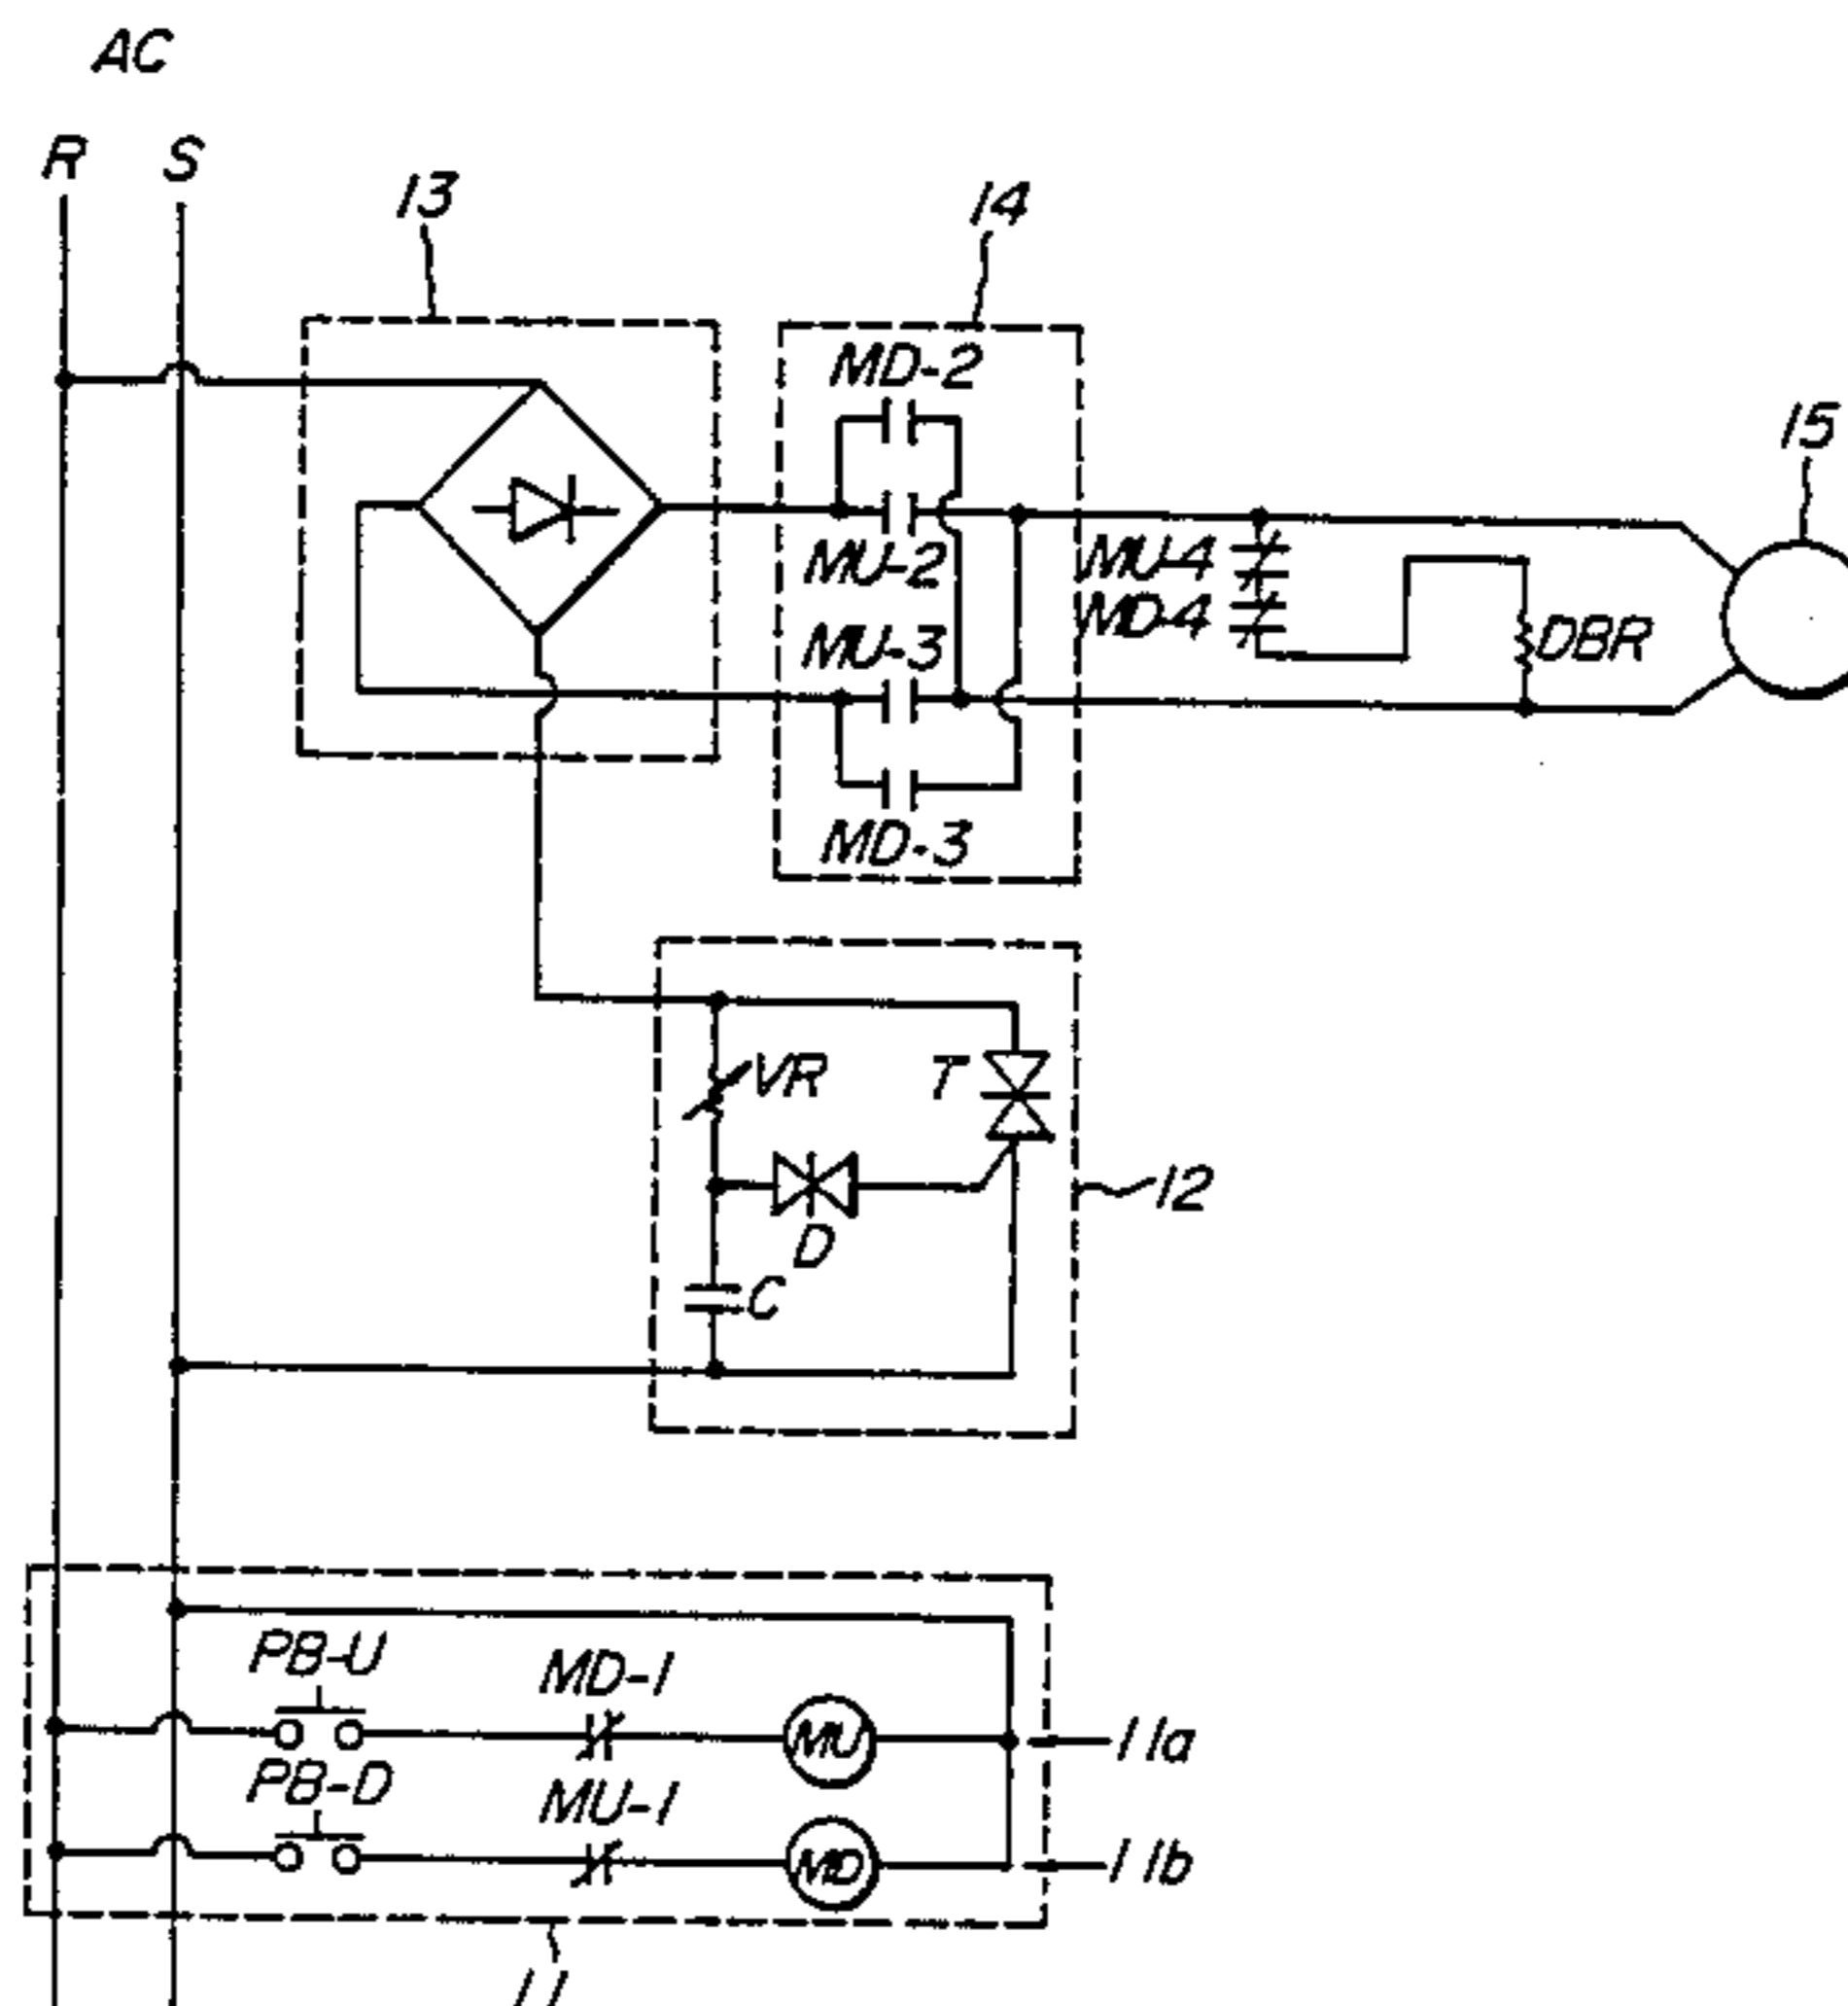 AC
R S
13
14
MD-2
15
MU-2
MU-4
MD-4
MU-3
DBR
MD-3
VR
T
12
D
C
PB-U
MD-1
MU
11a
PB-D
MU-1
MD
11b
11